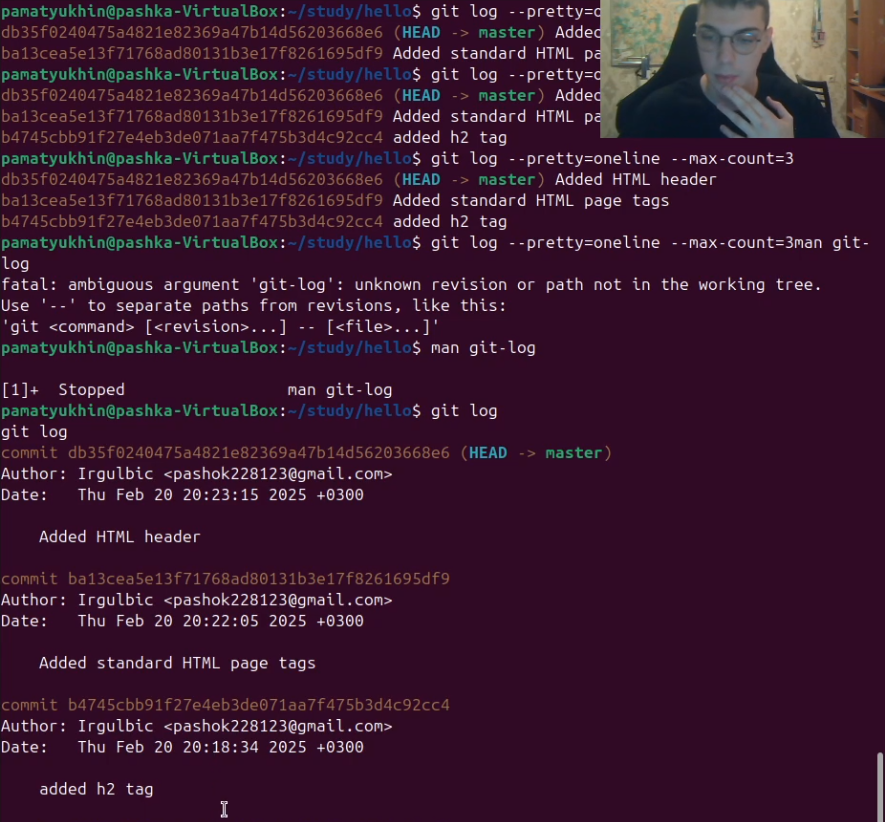 pamatyukhin@pashka-VirtualBox:~/study/hello$ git log --pretty=o
db35f0240475a4821e82369a47b14d56203668e6 (HEAD -> master) Added
ba13cea5e13f71768ad80131b3e17f8261695df9 Added standard HTML pa
pamatyukhin@pashka-VirtualBox:~/study/hello$ git log --pretty=o
db35f0240475a4821e82369a47b14d56203668e6 (HEAD -> master) Added
ba13cea5e13f71768ad80131b3e17f8261695df9 Added standard HTML pa
b4745cbb91f27e4eb3de071aa7f475b3d4c92cc4 added h2 tag
pamatyukhin@pashka-VirtualBox:~/study/hello$ git log --pretty=oneline --max-count=3
db35f0240475a4821e82369a47b14d56203668e6 (HEAD -> master) Added HTML header
ba13cea5e13f71768ad80131b3e17f8261695df9 Added standard HTML page tags
b4745cbb91f27e4eb3de071aa7f475b3d4c92cc4 added h2 tag
pamatyukhin@pashka-VirtualBox:~/study/hello$ git log --pretty=oneline --max-count=3man git-
log
fatal: ambiguous argument 'git-log': unknown revision or path not in the working tree.
Use '--' to separate paths from revisions, like this:
'git <command> [<revision>...] -- [<file>...]'
pamatyukhin@pashka-VirtualBox:~/study/hello$ man git-log
[1]+  Stopped                 man git-log
pamatyukhin@pashka-VirtualBox:~/study/hello$ git log
git log
commit db35f0240475a4821e82369a47b14d56203668e6 (HEAD -> master)
Author: Irgulbic <pashok228123@gmail.com>
Date:   Thu Feb 20 20:23:15 2025 +0300
Added HTML header
commit ba13cea5e13f71768ad80131b3e17f8261695df9
Author: Irgulbic <pashok228123@gmail.com>
Date:   Thu Feb 20 20:22:05 2025 +0300
Added standard HTML page tags
commit b4745cbb91f27e4eb3de071aa7f475b3d4c92cc4
Author: Irgulbic <pashok228123@gmail.com>
Date:   Thu Feb 20 20:18:34 2025 +0300
added h2 tag